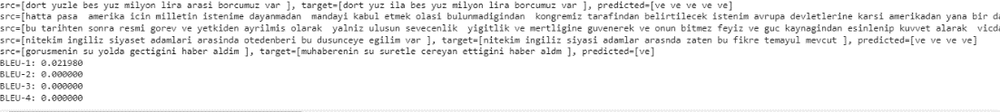 src=[dort yuzle bes yuz milyon lira arasi borcumuz var ], target=[dort yuz ila bes yuz milyon lira borcumuz var ], predicted=[ve ve ve ve ve]
src=[hatta pasa  amerika icin milletin istenime dayanmadan  mandayi kabul etmek olasi bulunmadigindan  kongremiz tarafindan belirtilecek istenim avrupa devletlerine karsi amerikadan yana bir da
src=[bu tarihten sonra resmi gorev ve yetkiden ayrilmis olarak  yalniz ulusun sevecenlik  yigitlik ve mertligine guvenerek ve onun bitmez feyiz ve guc kaynagindan esinlenip kuvvet alarak  vicda
src=[nitekim ingiliz siyaset adamlari arasinda otedenberi bu dusunceye egilim var ], target=[nitekim ingiliz siyasi adamlar arasnda zaten bu fikre temayul mevcut ], predicted=[ve ve ve ve]
src=[gorusmenin su yolda gectigini haber aldim ], target=[muhaberenin su suretle cereyan ettigini haber aldm ], predicted=[ve]
BLEU-1: 0.021980
BLEU-2: 0.000000
BLEU-3: 0.000000
BLEU-4: 0.000000